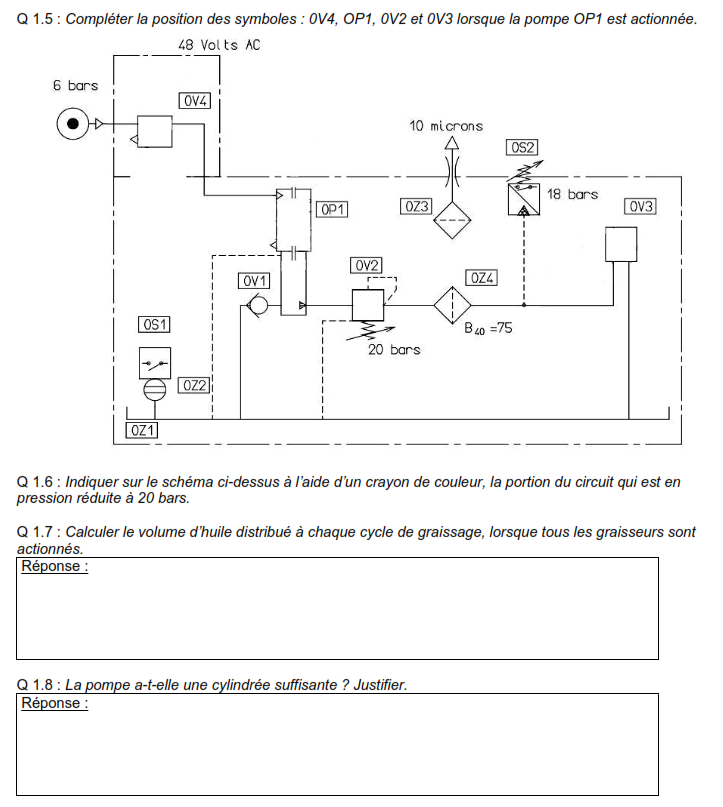 Q 1.5 : Compléter la position des symboles : 0V4, OP1, 0V2 et 0V3 lorsque la pompe OP1 est actionnée.
48 Volts AC
6 bars
0V4
10 microns
0S2
18 bars
0P1
0Z3
0V3
0V2
0V1
0Z4
B40 =75
0S1
20 bars
0Z2
0Z1
Q 1.6 : Indiquer sur le schéma ci-dessus à l'aide d'un crayon de couleur, la portion du circuit qui est en
pression réduite à 20 bars.
Q 1.7 : Calculer le volume d'huile distribué à chaque cycle de graissage, lorsque tous les graisseurs sont
actionnés.
Réponse :
Q 1.8 : La pompe a-t-elle une cylindrée suffisante ? Justifier.
Réponse :